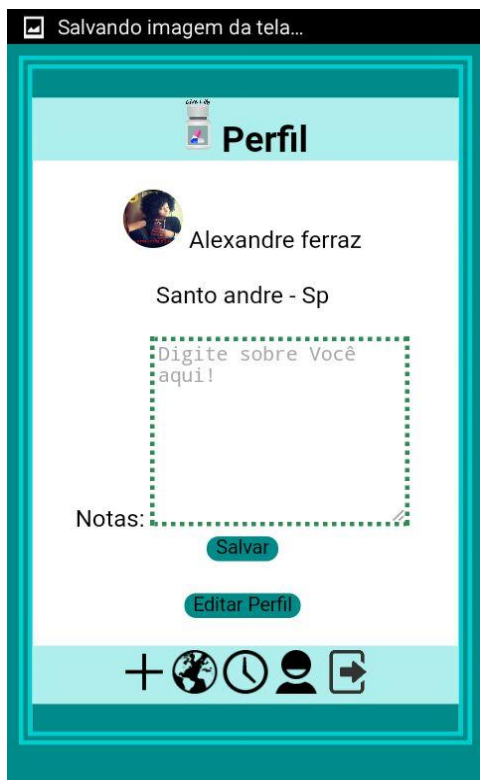 Salvando imagem da tela...
Perfil
Alexandre ferraz
Santo andre - Sp
Digite sobre Você
aqui!
Notas:
Salvar
Editar Perfil